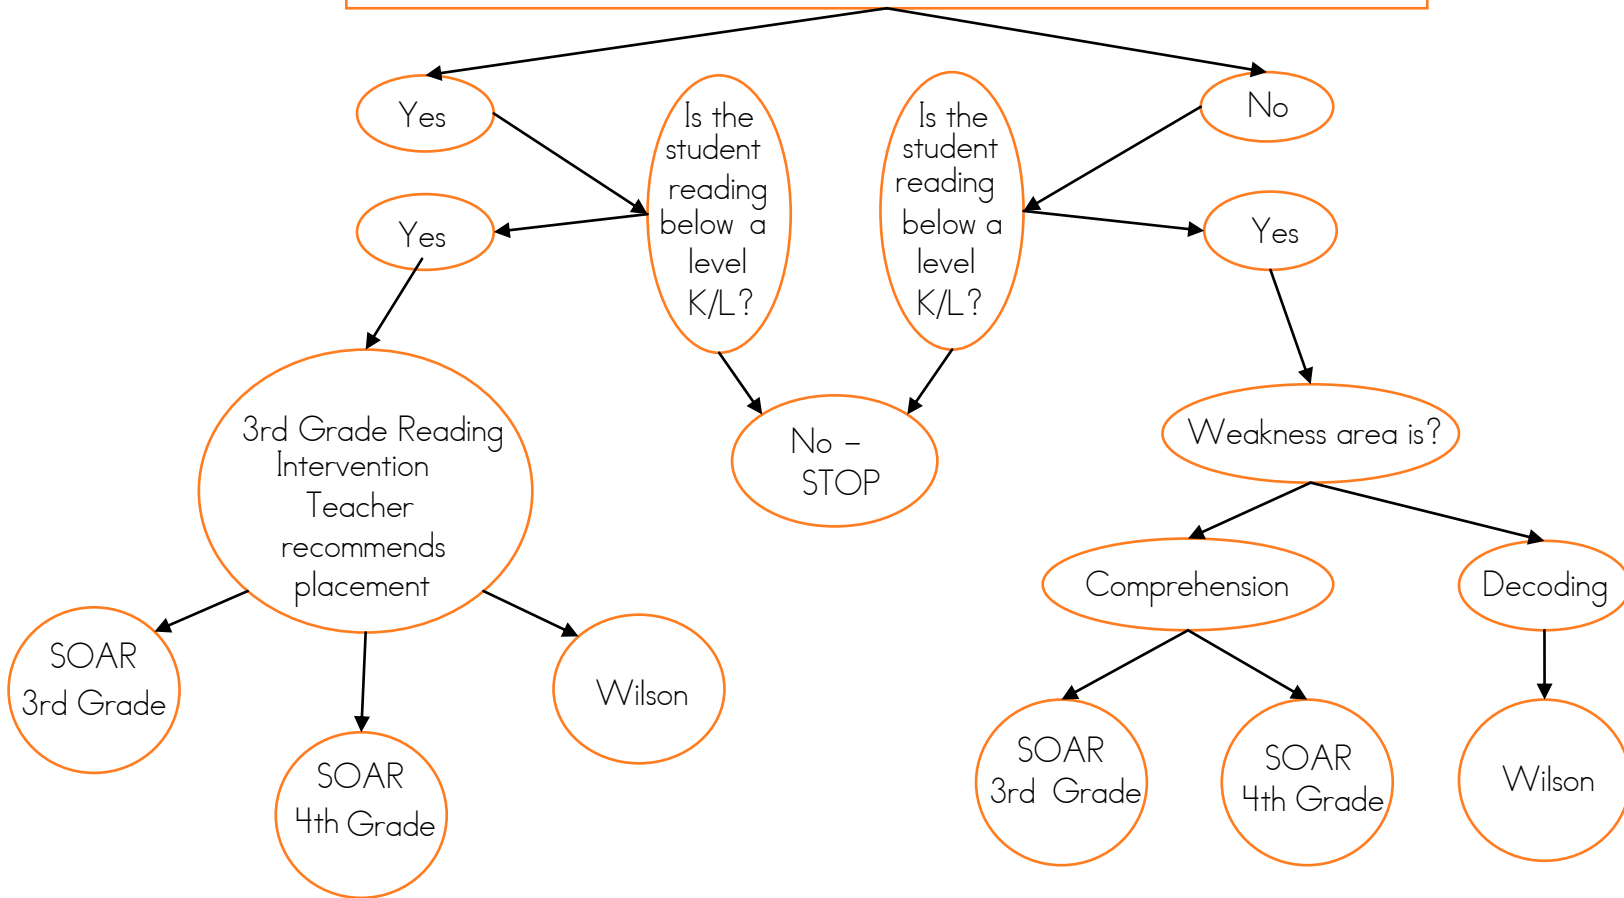 Yes
No
Is the
student
reading
below a
level
K/L?
Is the
student
reading
below a
level
K/L?
Yes
Yes
3rd Grade Reading
Intervention
Teacher
recommends
placement
No –
STOP
Weakness area is?
Comprehension
Decoding
SOAR
3rd Grade
SOAR
4th Grade
Wilson
SOAR
3rd Grade
SOAR
4th Grade
Wilson